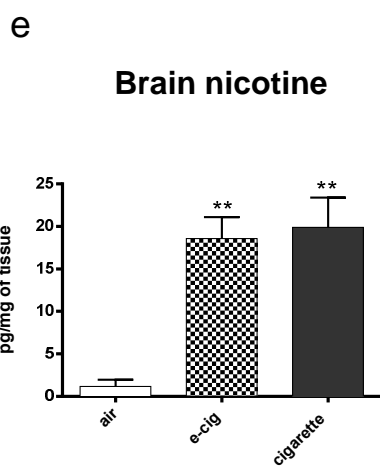 e
Brain nicotine
pg/mg of tissue
25
20
15
10
5
0
**
**
air
e-cig
cigarette